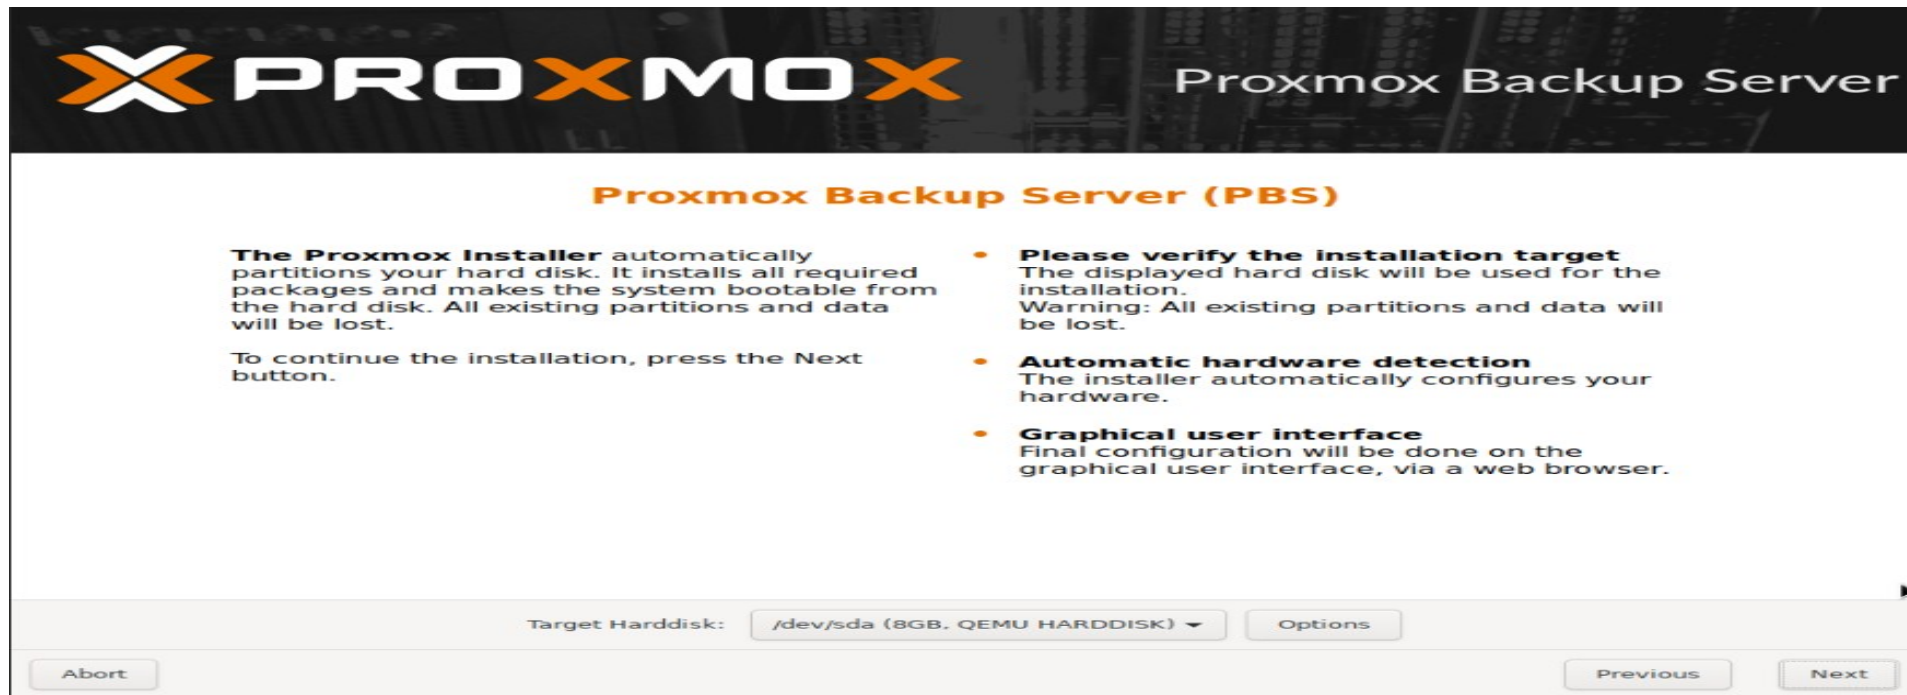 PROXMOX
Proxmox Backup Server
Proxmox Backup Server (PBS)
The Proxmox Installer automatically
partitions your hard disk. It installs all required
packages and makes the system bootable from
the hard disk. All existing partitions and data
will be lost.
To continue the installation, press the Next
button.
• Please verify the installation target
The displayed hard disk will be used for the
installation.
Warning: All existing partitions and data will
be lost.
• Automatic hardware detection
The installer automatically configures your
hardware.
• Graphical user interface
Final configuration will be done on the
graphical user interface, via a web browser.
Target Harddisk: /dev/sda (8GB, QEMU HARDDISK) Options
Abort Previous Next